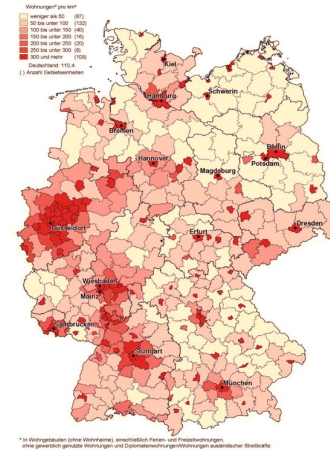 Wohnungen* pro km²
weniger als 50 (87)
50 bis unter 100 (132)
100 bis unter 150 (40)
150 bis unter 200 (16)
200 bis unter 250 (20)
250 bis unter 300 (8)
300 und mehr (109)
Deutschland: 110,4
( ) Anzahl Gebietseinheiten
Kiel
Hamburg
Schwerin
Bremen
Berlin
Hannover
Potsdam
Magdeburg
Düsseldorf
Erfurt
Dresden
Wiesbaden
Mainz
Saarbrücken
Stuttgart
München
* In Wohngebäuden (ohne Wohnheime), einschließlich Ferien- und Freizeitwohnungen,
ohne gewerblich genutzte Wohnungen und Diplomatenwohnungen/Wohnungen ausländischer Streitkräfte